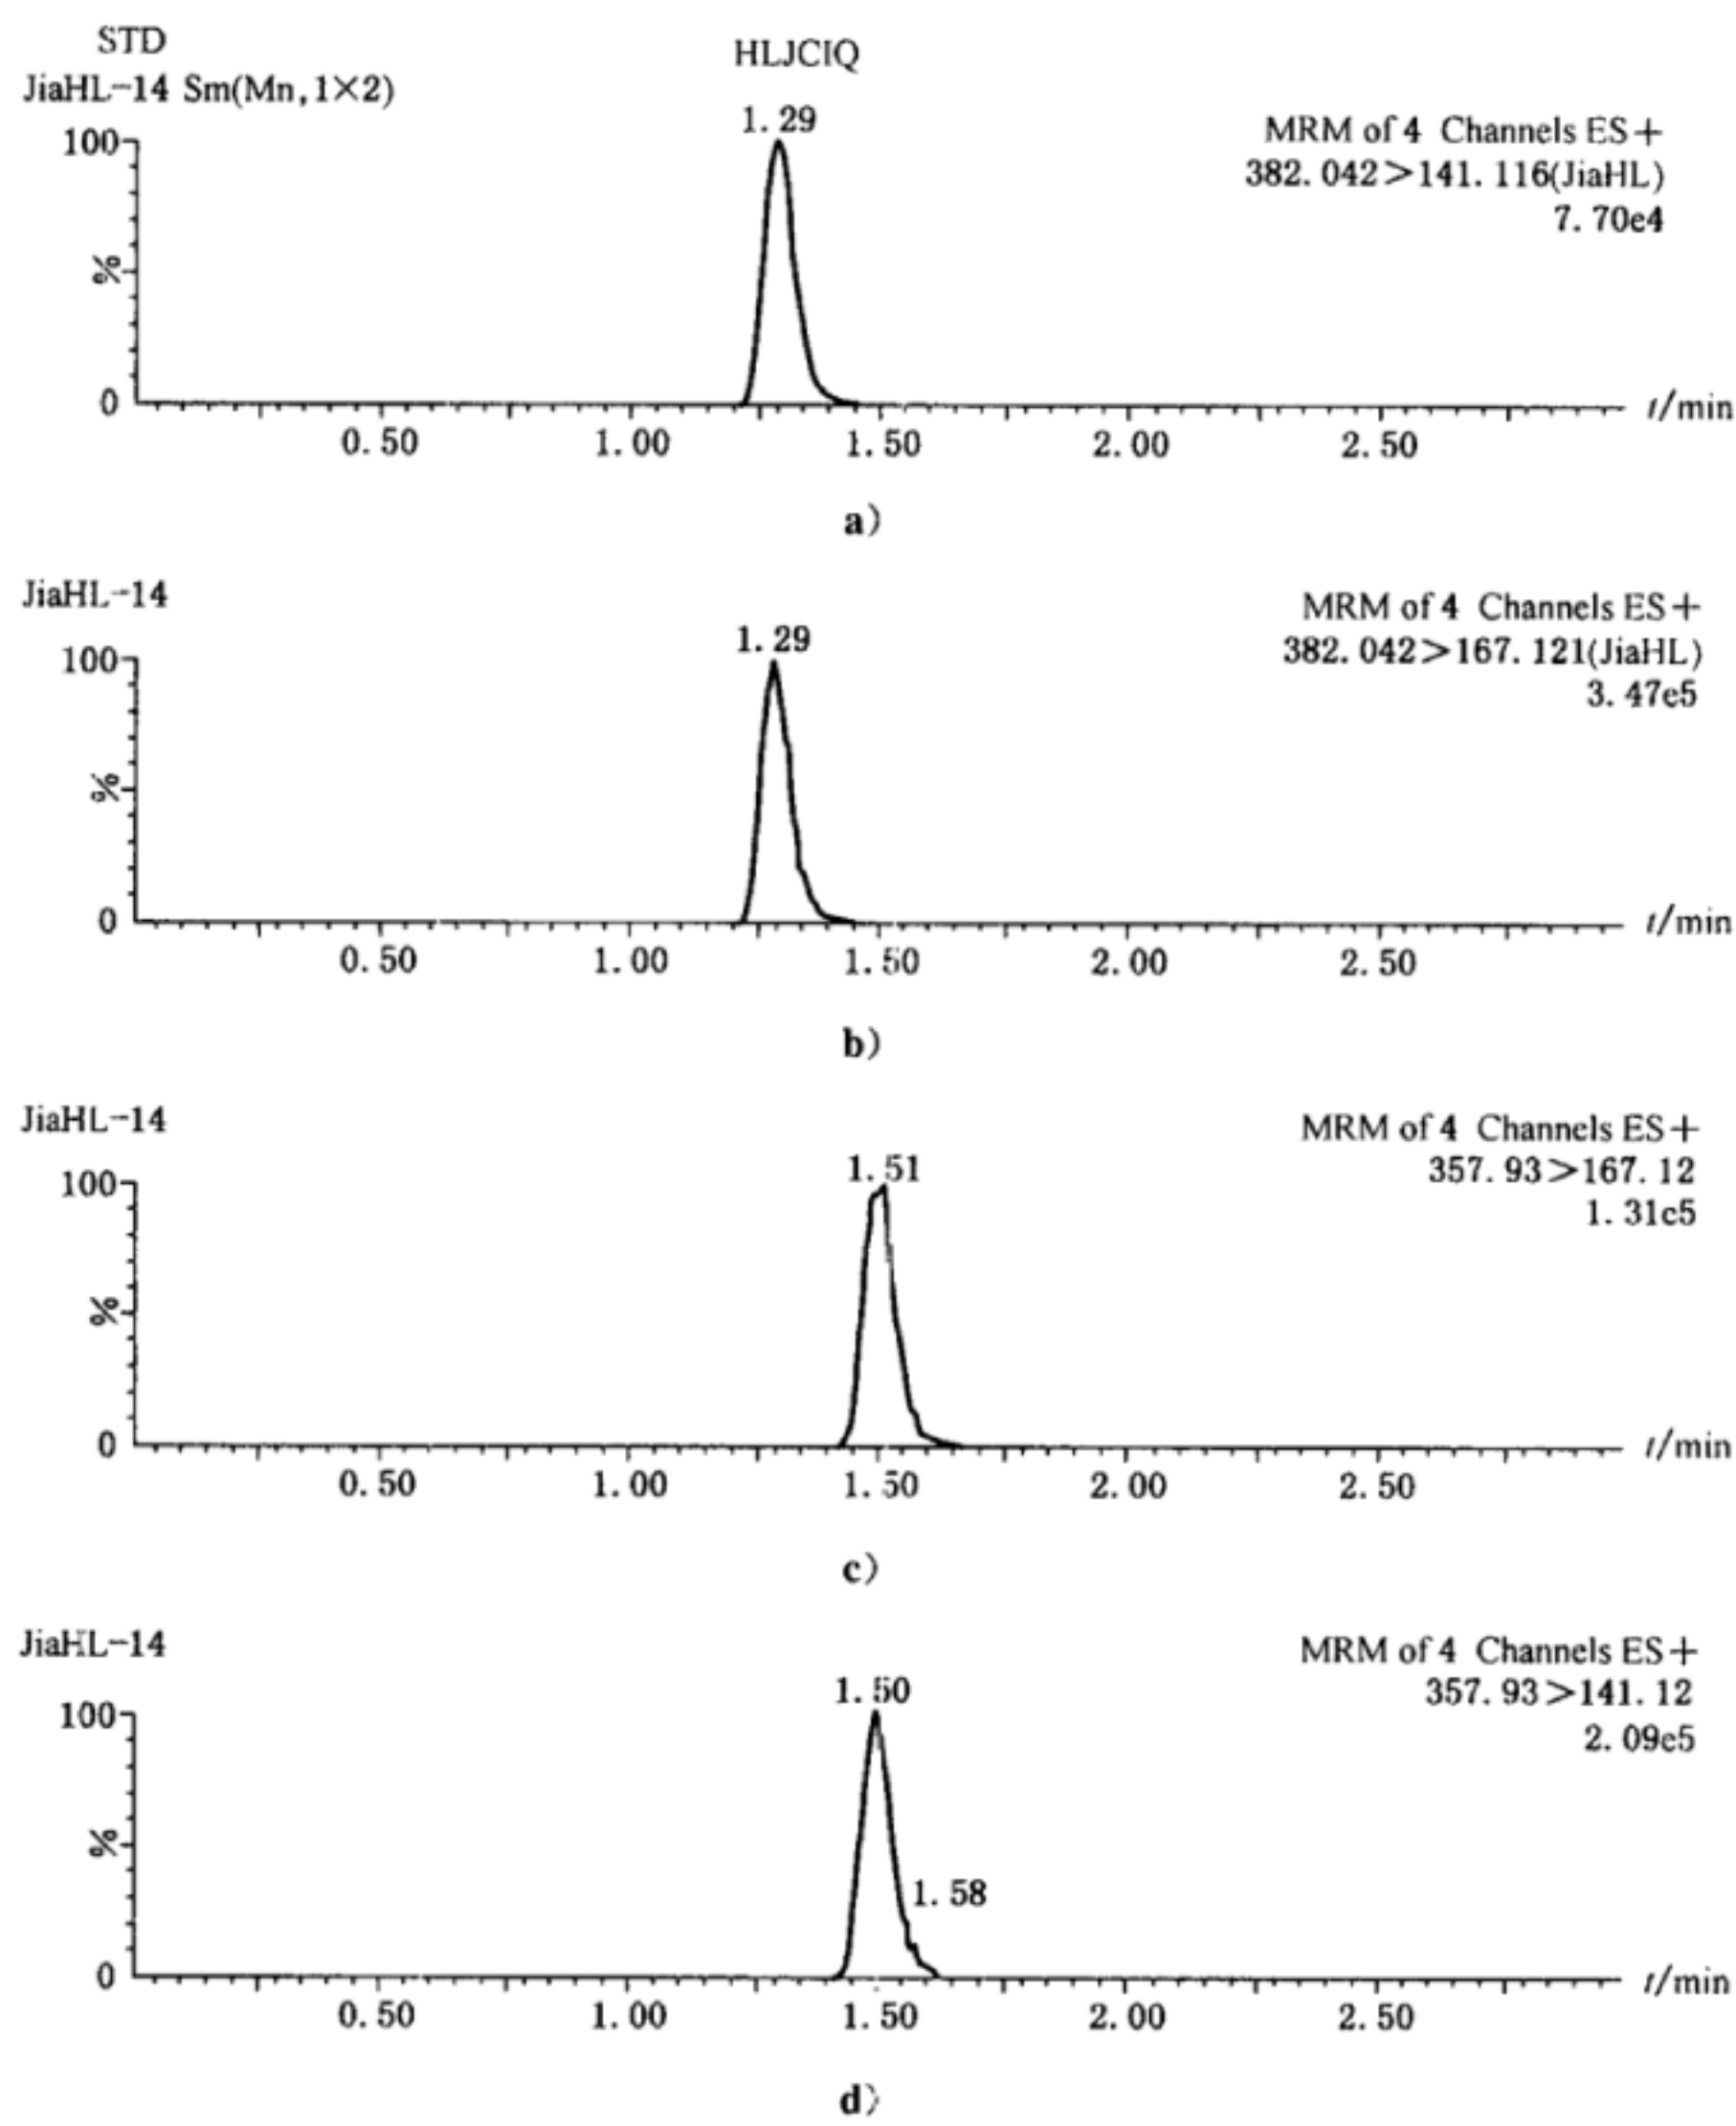 STD
HLJCIQ
JiaHL-14 Sm(Mn,1×2)
1.29
MRM of 4 Channels ES+
382.042>141.116(JiaHL)
7.70e4
100
%
0
0.50 1.00 1.50 2.00 2.50 t/min
a)
JiaHL-14
MRM of 4 Channels ES+
1.29
382.042>167.121(JiaHL)
3.47e5
100
%
0
0.50 1.00 1.50 2.00 2.50 t/min
b)
JiaHL-14
MRM of 4 Channels ES+
1.51
357.93>167.12
1.31e5
100
%
0
0.50 1.00 1.50 2.00 2.50 t/min
c)
JiaHL-14
MRM of 4 Channels ES+
1.50
357.93>141.12
2.09e5
100
%
1.58
0
0.50 1.00 1.50 2.00 2.50 t/min
d)